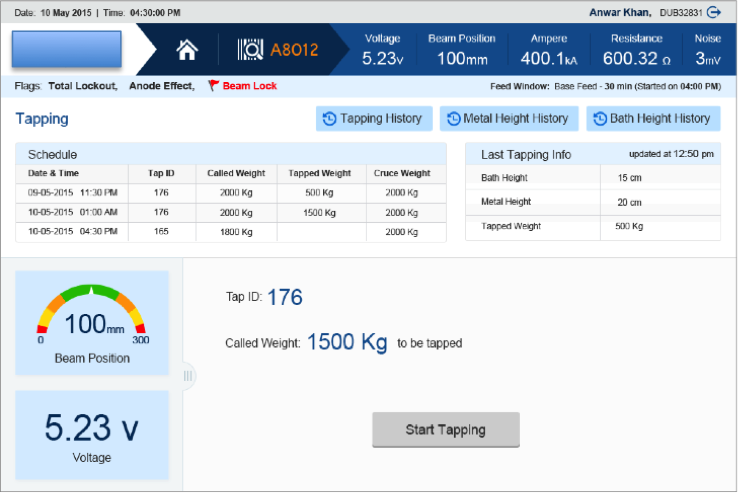 Date: 10 May 2015 | Time: 04:30:00 PM
Anwar Khan, DUB32831
A8012
Voltage Beam Position Ampere Resistance Noise
5.23v 100mm 400.1kA 600.32 Ω 3mV
Flags: Total Lockout, Anode Effect, Beam Lock
Feed Window: Base Feed - 30 min (Started on 04:00 PM)
Tapping
Tapping History
Metal Height History
Bath Height History
Schedule
Date & Time Tap ID Called Weight Tapped Weight Cruce Weight
09-05-2015 11:30 PM 176 2000 Kg 500 Kg 2000 Kg
10-05-2015 01:00 AM 176 2000 Kg 1500 Kg 2000 Kg
10-05-2015 04:30 PM 165 1800 Kg 2000 Kg
Last Tapping Info updated at 12:50 pm
Bath Height 15 cm
Metal Height 20 cm
Tapped Weight 500 Kg
100mm
0 300
Beam Position
5.23 v
Voltage
Tap ID: 176
Called Weight: 1500 Kg to be tapped
Start Tapping